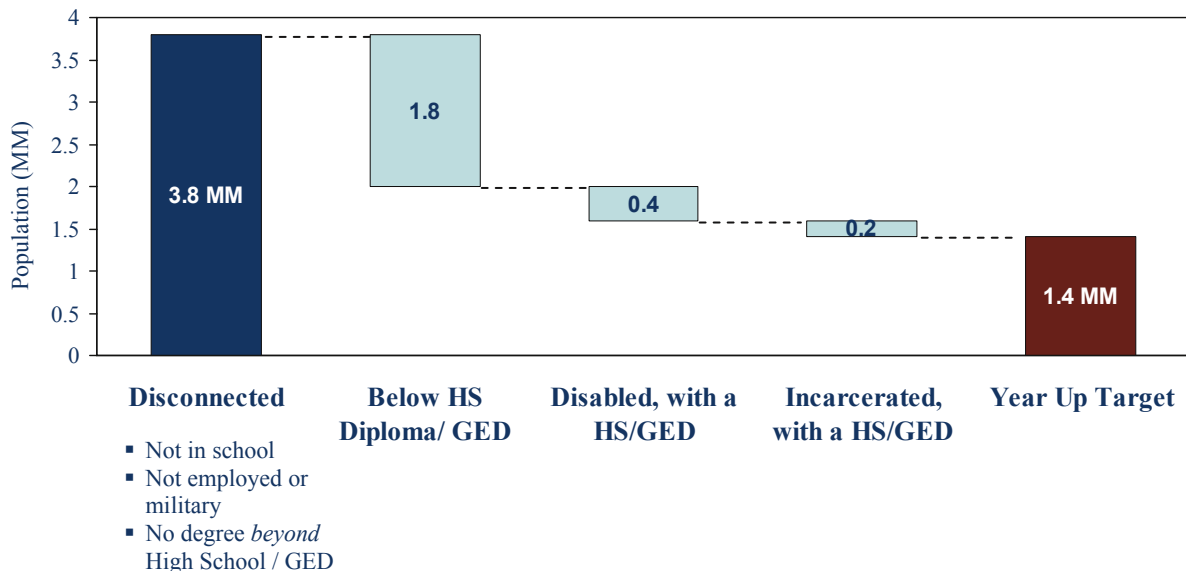 Population (MM)
4
3.5
3
2.5
2
1.5
1
0.5
0
3.8 MM
1.8
0.4
0.2
1.4 MM
Disconnected
▪ Not in school
▪ Not employed or
military
▪ No degree beyond
High School / GED
Below HS
Diploma/ GED
Disabled, with a
HS/GED
Incarcerated,
with a HS/GED
Year Up Target